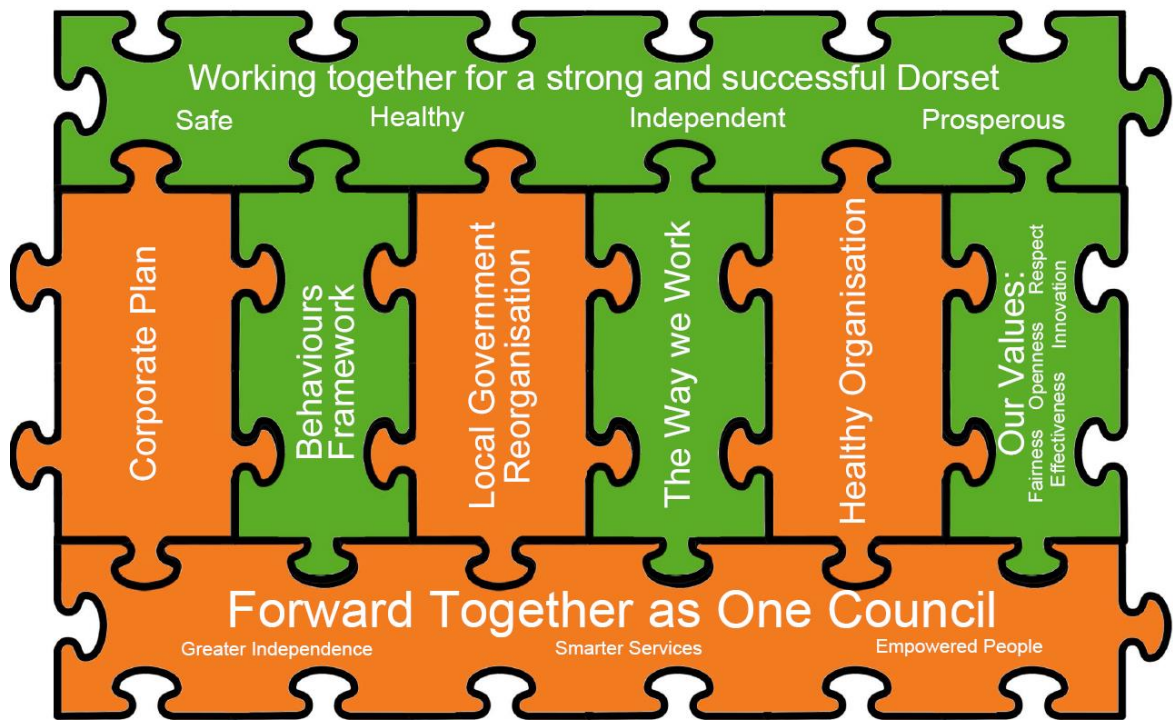 Working together for a strong and successful Dorset
Safe Healthy Independent Prosperous
Corporate Plan
Behaviours
Framework
Local Government
Reorganisation
The Way we Work
Healthy Organisation
Our Values:
Fairness Openness Respect
Effectiveness Innovation
Forward Together as One Council
Greater Independence Smarter Services Empowered People